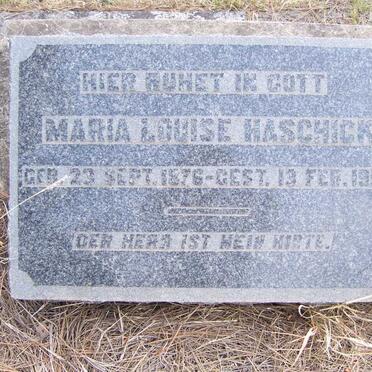 HIER RUHET IN GOTT
MARIA LOUISE HASCHICK
GEB. 23 SEPT. 1876-GEST. 13 FEB.
DER HERR IST MEIN HIRTE.